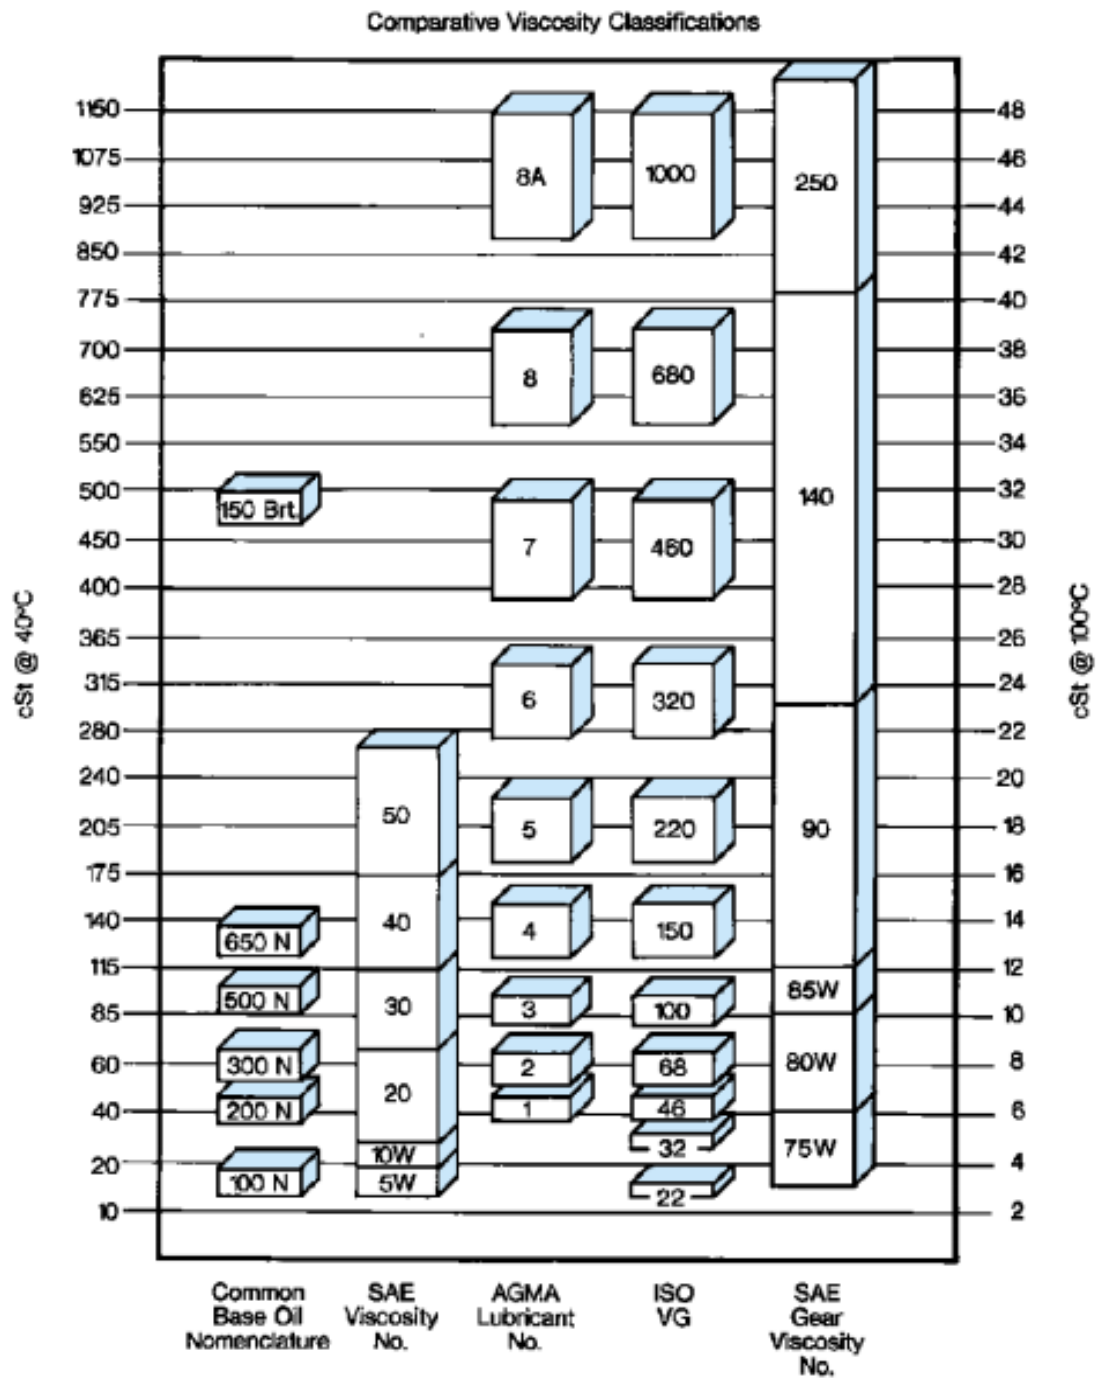 Comparative Viscosity Classifications
1150 48
1075 8A 1000 250 46
925 44
850 42
775 40
700 38
8 680
625 36
550 34
500 140 32
150 Brt.
450 7 460 30
400 28
365 26
315 24
6 320
280 22
240 20
50
205 5 220 90 18
175 16
140 40 4 150 14
650 N
115 12
85W
500 N 30 3 100
85 10
60 300 N 2 68 80W 8
20
40 200 N 1 46 6
32
10W 75W
20 4
100 N 5W
22
10 2
cSt @ 40ºC
cSt @ 100ºC
Common
Base Oil
Nomenclature
SAE
Viscosity
No.
AGMA
Lubricant
No.
ISO
VG
SAE
Gear
Viscosity
No.